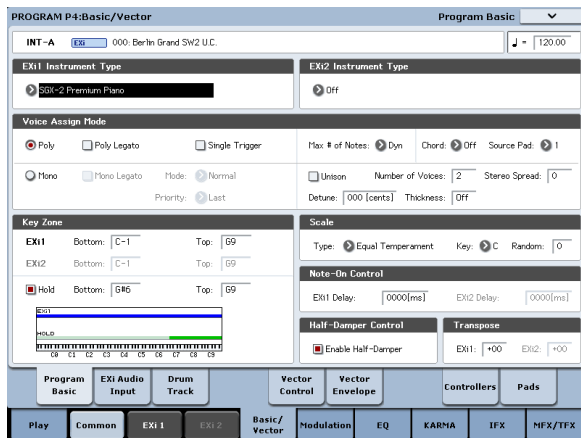 PROGRAM P4:Basic/Vector Program Basic
INT-A EXi 000: Berlin Grand SW2 U.C. ♩ = 120.00
EXi1 Instrument Type EXi2 Instrument Type
SGX-2 Premium Piano Off
Voice Assign Mode
Poly Poly Legato Single Trigger Max # of Notes: Dyn Chord: Off Source Pad: 1
Mono Mono Legato Mode: Normal Unison Number of Voices: 2 Stereo Spread: 0
Priority: Last Detune: 000 [cents] Thickness: Off
Key Zone Scale
EXi1 Bottom: C-1 Top: G9 Type: Equal Temperament Key: C Random: 0
EXi2 Bottom: C-1 Top: G9
Note-On Control
Hold Bottom: G#6 Top: G9 EXi1 Delay: 0000[ms] EXi2 Delay: 0000[ms]
EXi1
Half-Damper Control Transpose
HOLD
Enable Half-Damper EXi1: +00 EXi2: +00
C0 C1 C2 C3 C4 C5 C6 C7 C8 C9
Program Basic EXi Audio Input Drum Track Vector Control Vector Envelope Controllers Pads
Play Common EXi 1 EXi 2 Basic/Vector Modulation EQ KARMA IFX MFX/TFX